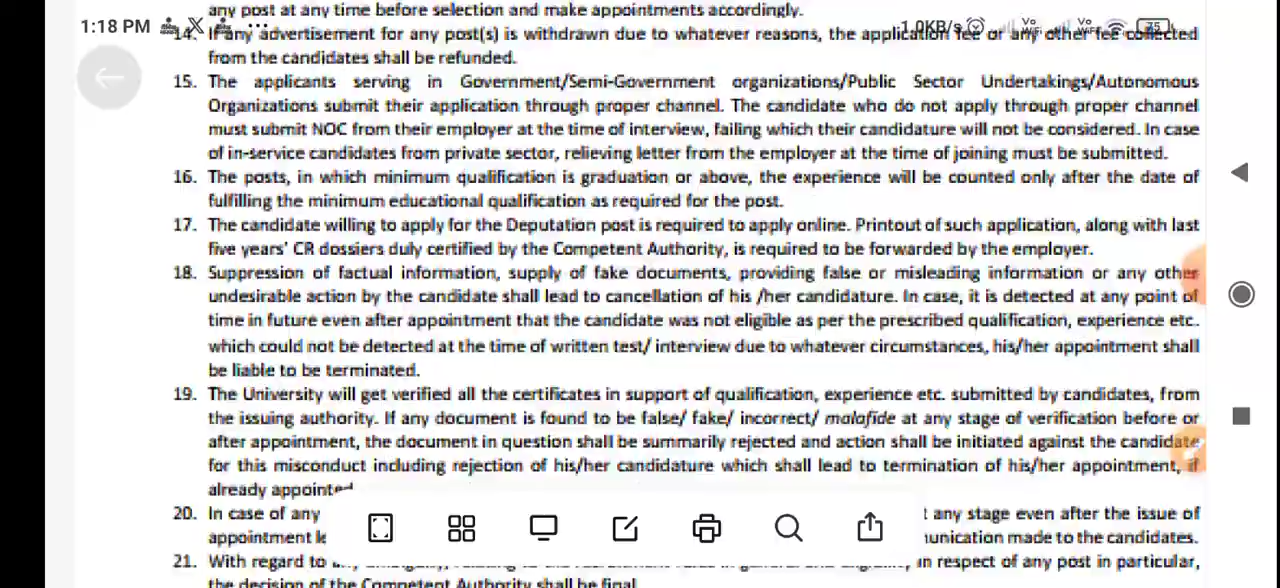 any post at any time before selection and make appointments accordingly.
1:18 PM
1.0KB/s
75
14. If any advertisement for any post(s) is withdrawn due to whatever reasons, the application fee or any other fee collected
from the candidates shall be refunded.
15. The applicants serving in Government/Semi-Government organizations/Public Sector Undertakings/Autonomous
Organizations submit their application through proper channel. The candidate who do not apply through proper channel
must submit NOC from their employer at the time of interview, failing which their candidature will not be considered. In case
of in-service candidates from private sector, relieving letter from the employer at the time of joining must be submitted.
16. The posts, in which minimum qualification is graduation or above, the experience will be counted only after the date of
fulfilling the minimum educational qualification as required for the post.
17. The candidate willing to apply for the Deputation post is required to apply online. Printout of such application, along with last
five years' CR dossiers duly certified by the Competent Authority, is required to be forwarded by the employer.
18. Suppression of factual information, supply of fake documents, providing false or misleading information or any other
undesirable action by the candidate shall lead to cancellation of his /her candidature. In case, it is detected at any point of
time in future even after appointment that the candidate was not eligible as per the prescribed qualification, experience etc.
which could not be detected at the time of written test/ interview due to whatever circumstances, his/her appointment shall
be liable to be terminated.
19. The University will get verified all the certificates in support of qualification, experience etc. submitted by candidates, from
the issuing authority. If any document is found to be false/ fake/ incorrect/ malafide at any stage of verification before or
after appointment, the document in question shall be summarily rejected and action shall be initiated against the candidate
for this misconduct including rejection of his/her candidature which shall lead to termination of his/her appointment, if
already appointed
20. In case of any any stage even after the issue of
appointment made to the candidates.
21. With regard to in respect of any post in particular,
the decision of the Competent Authority shall be final